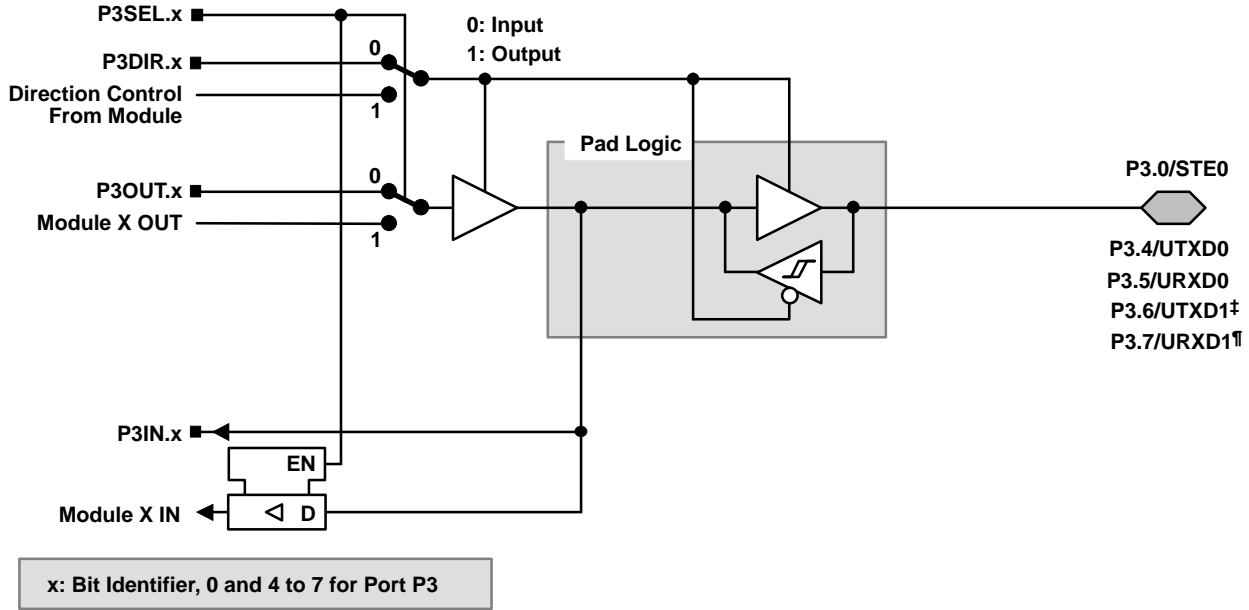 P3SEL.x
0: Input
1: Output
0
P3DIR.x
Direction Control
From Module
1
Pad Logic
P3.0/STE0
0
P3OUT.x
Module X OUT
1
P3.4/UTXD0
P3.5/URXD0
P3.6/UTXD1‡
P3.7/URXD1¶
P3IN.x
EN
Module X IN
D
x: Bit Identifier, 0 and 4 to 7 for Port P3